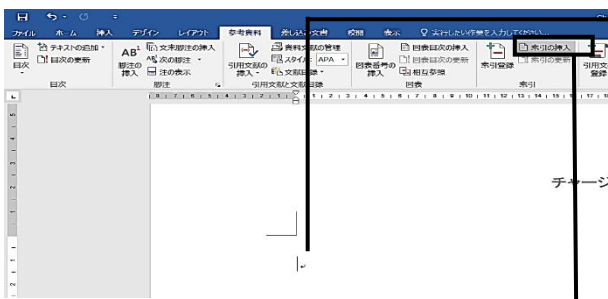 ファイル ホーム 挿入 デザイン レイアウト 参考資料 差し込み文書 校閲 表示 実行したい作業を入力してください...
目次
テキストの追加
目次の更新
目次
AB¹
脚注の挿入
文末脚注の挿入
次の脚注
注の表示
脚注
引用文献の挿入
資料文献の管理
スタイル: APA
文献目録
引用文献と文献目録
図表番号の挿入
図表目次の挿入
図表目次の更新
相互参照
図表
索引登録
索引の挿入
索引の更新
索引
引用文
登録
チャージ